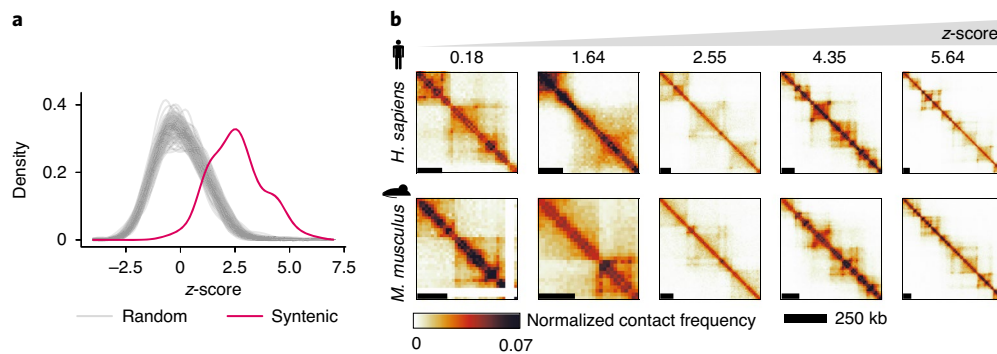 a
b
z-score
0.18 1.64 2.55 4.35 5.64
H. sapiens
M. musculus
Density
0.4
0.2
0
−2.5 0 2.5 5.0 7.5
z-score
Random Syntenic
Normalized contact frequency
0 0.07
250 kb